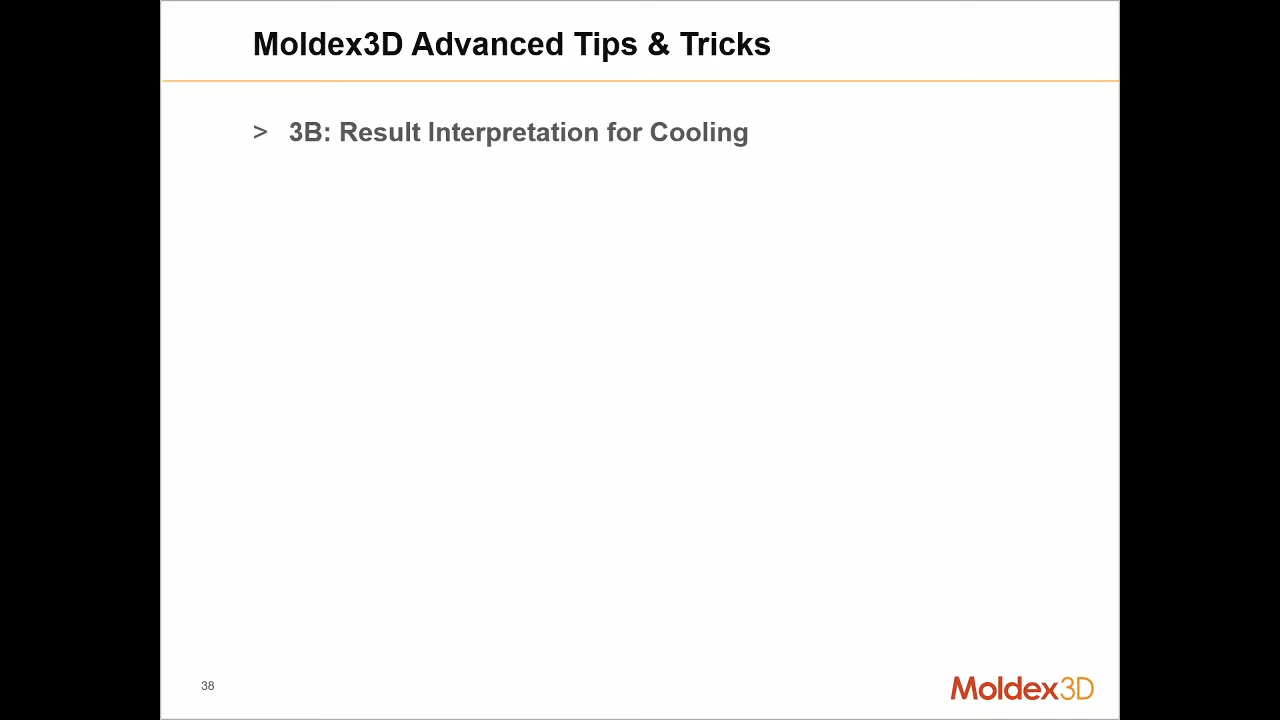 Moldex3D Advanced Tips & Tricks
> 3B: Result Interpretation for Cooling
38
Moldex3D